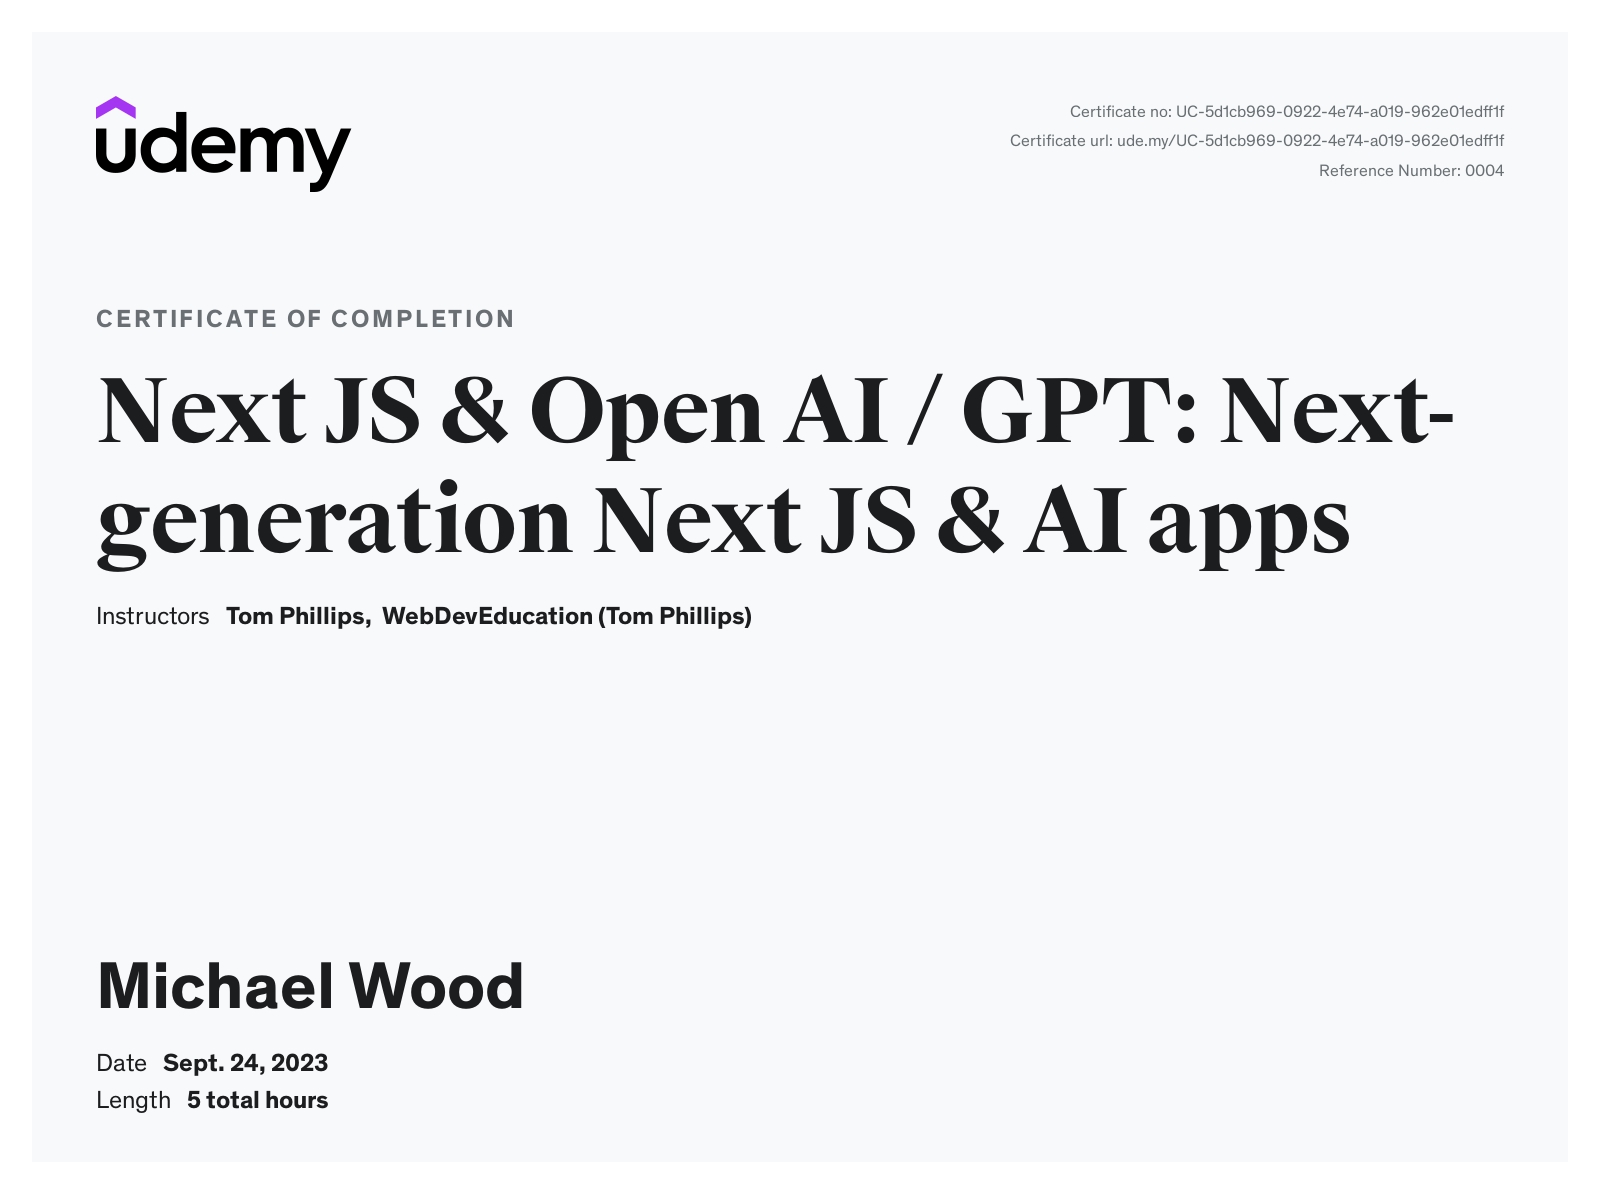 udemy
Certificate no: UC-5d1cb969-0922-4e74-a019-962e01edff1f
Certificate url: ude.my/UC-5d1cb969-0922-4e74-a019-962e01edff1f
Reference Number: 0004
CERTIFICATE OF COMPLETION
Next JS & Open AI / GPT: Next-
generation Next JS & AI apps
Instructors Tom Phillips, WebDevEducation (Tom Phillips)
Michael Wood
Date Sept. 24, 2023
Length 5 total hours